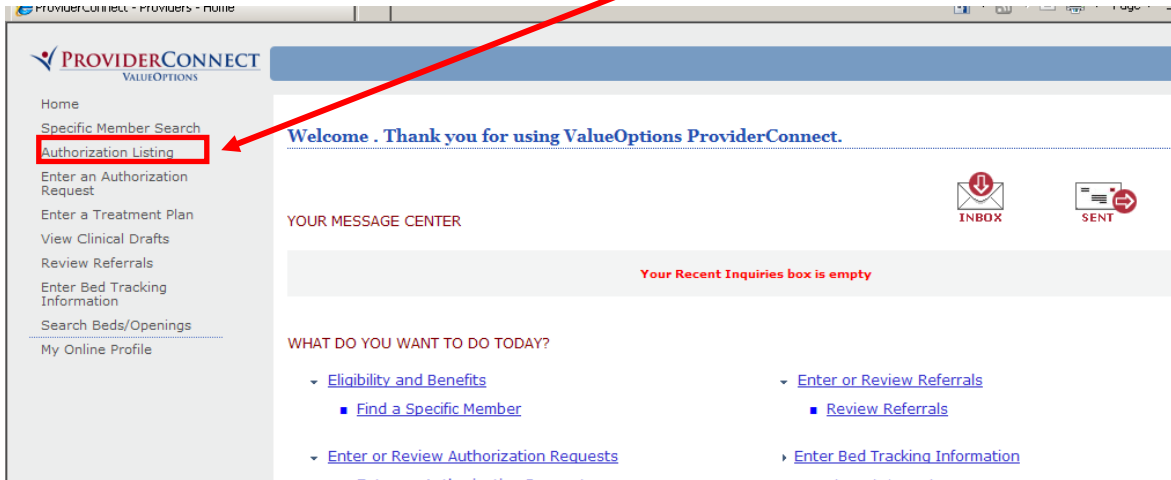 ProviderConnect - Providers - Home
Page
PROVIDERCONNECT
VALUEOPTIONS
Home
Specific Member Search
Authorization Listing
Enter an Authorization
Request
Enter a Treatment Plan
View Clinical Drafts
Review Referrals
Enter Bed Tracking
Information
Search Beds/Openings
My Online Profile
Welcome . Thank you for using ValueOptions ProviderConnect.
YOUR MESSAGE CENTER
INBOX
SENT
Your Recent Inquiries box is empty
WHAT DO YOU WANT TO DO TODAY?
Eligibility and Benefits
Find a Specific Member
Enter or Review Authorization Requests
Enter or Review Referrals
Review Referrals
Enter Bed Tracking Information